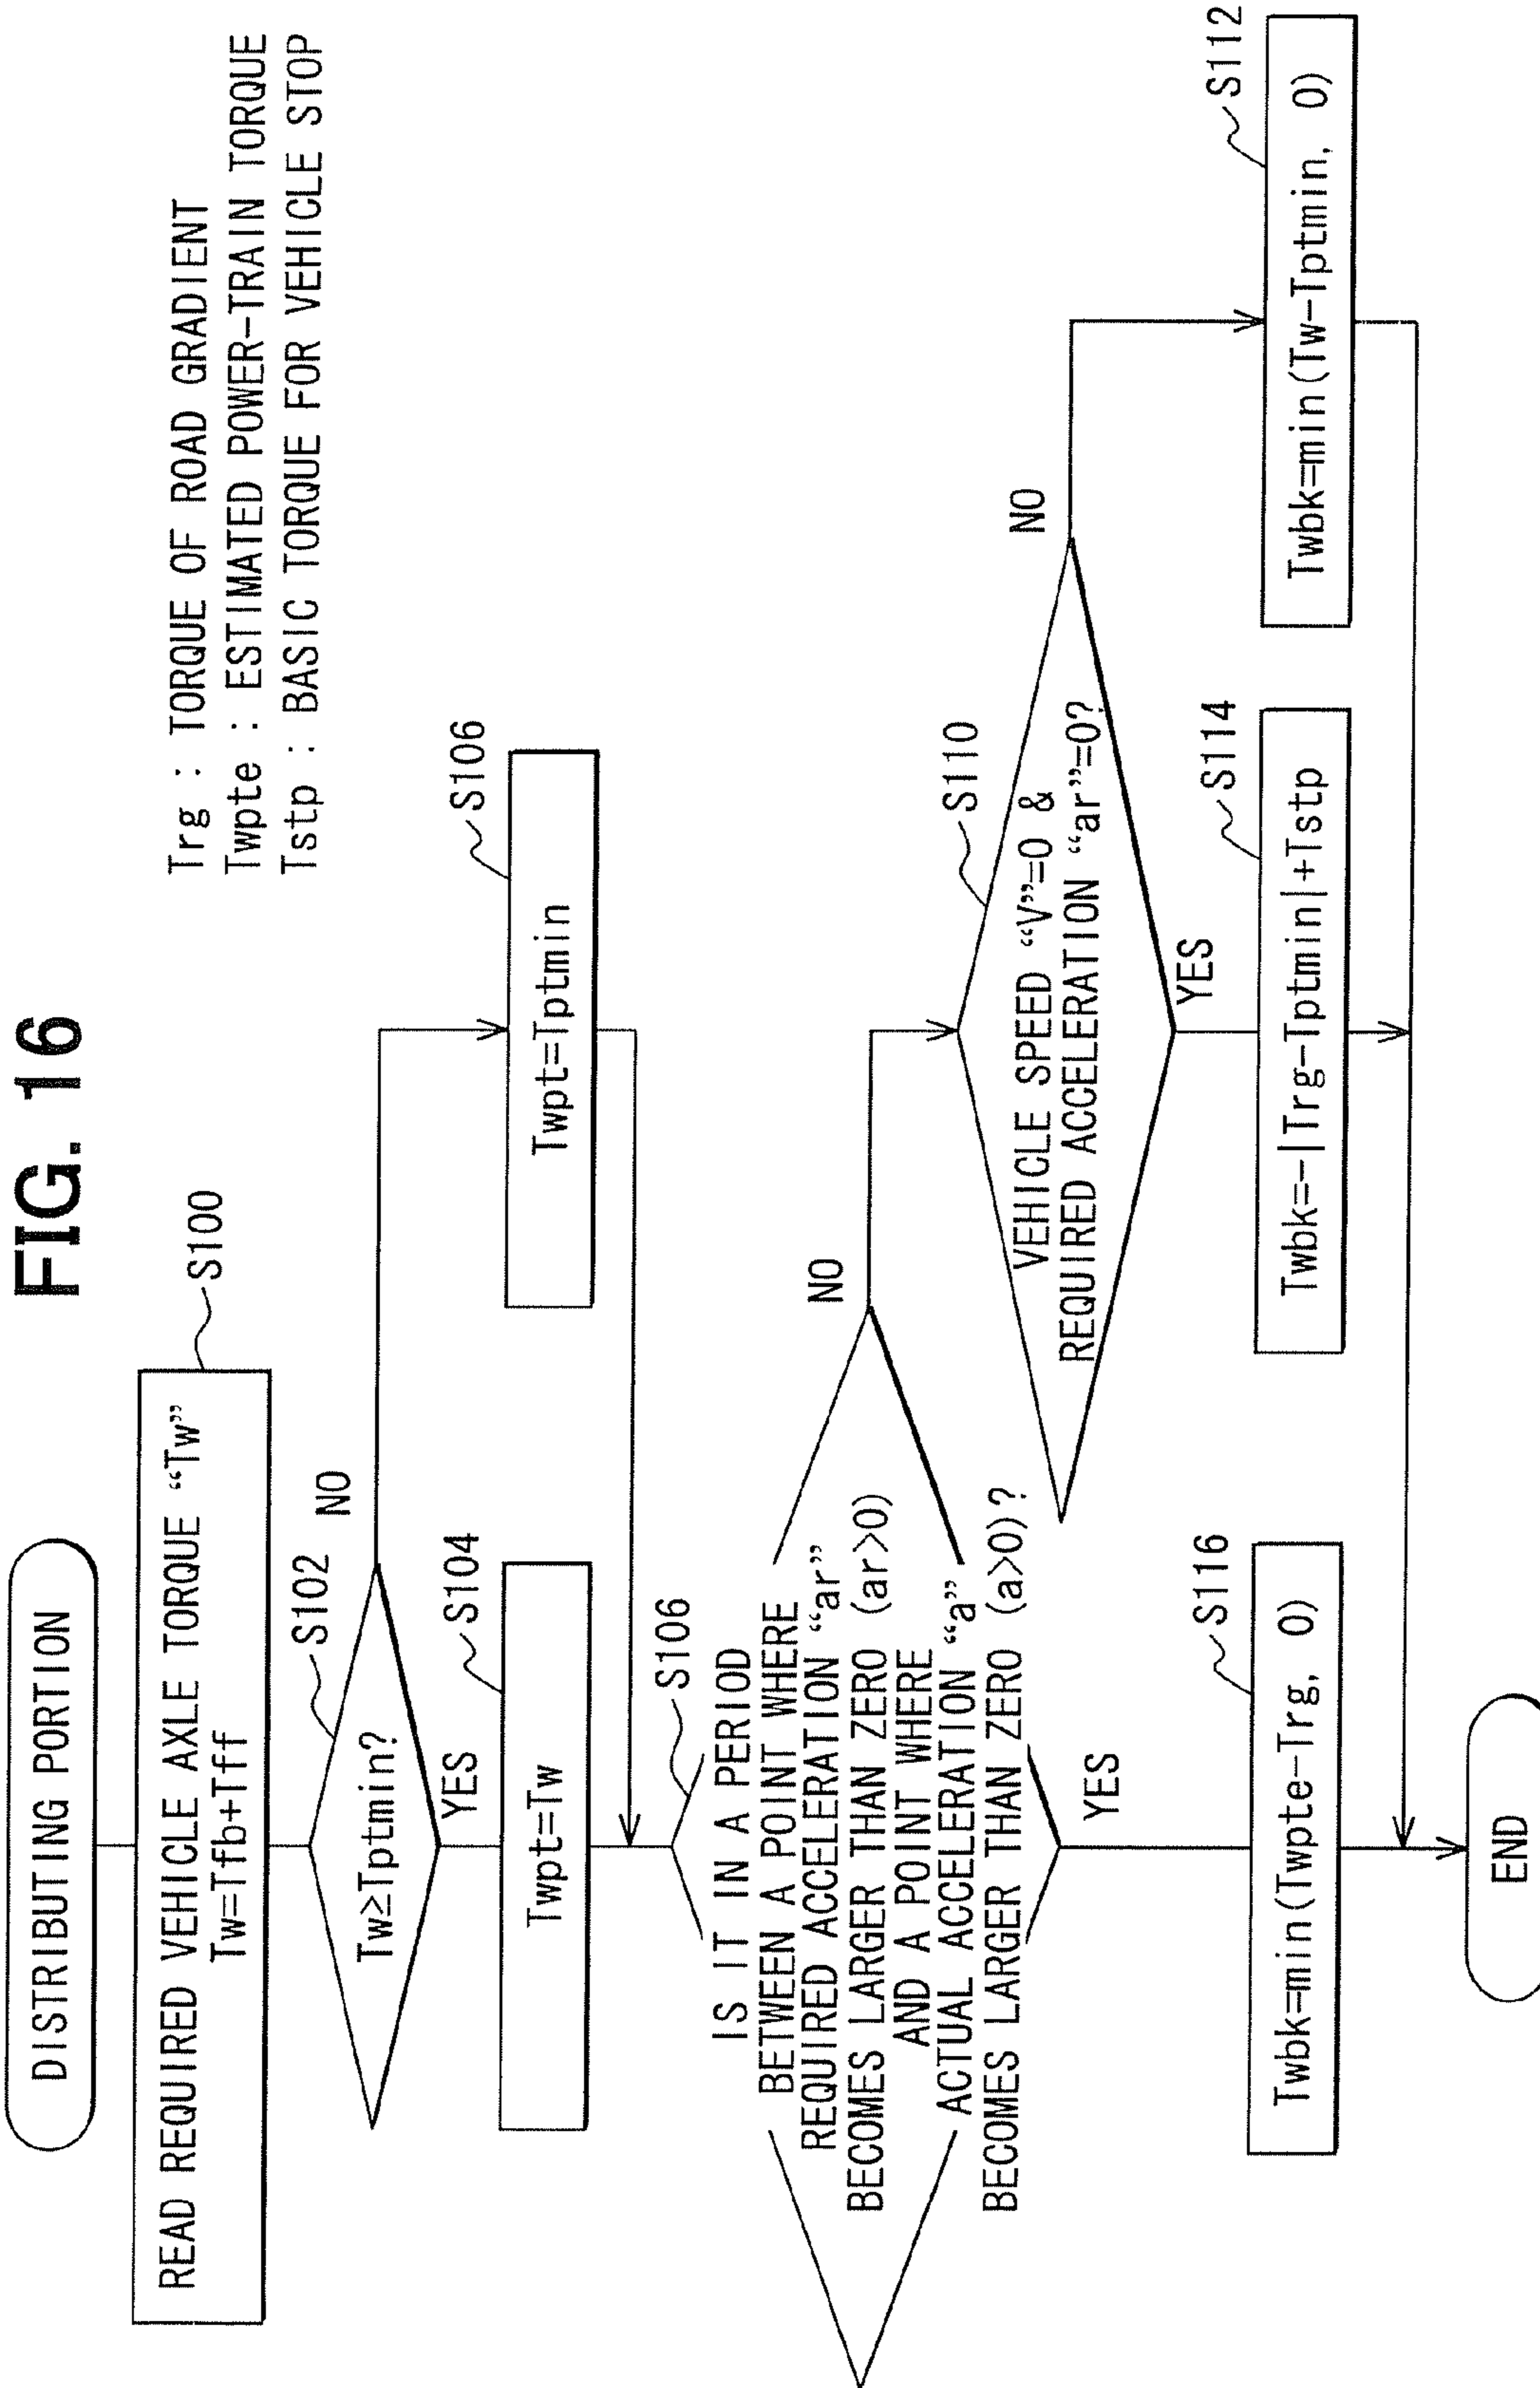 FIG. 16
Trg : TORQUE OF ROAD GRADIENT
Twpte : ESTIMATED POWER-TRAIN TORQUE
Tstp : BASIC TORQUE FOR VEHICLE STOP
DISTRIBUTING PORTION
S100
READ REQUIRED VEHICLE AXLE TORQUE “Tw”
Tw=Tfb+Tff
S102
Tw≥Tptmin?
NO
YES
S104
Twpt=Tw
S106
Twpt=Tptmin
S106
IS IT IN A PERIOD
BETWEEN A POINT WHERE
REQUIRED ACCELERATION “ar”
BECOMES LARGER THAN ZERO (ar>0)
AND A POINT WHERE
ACTUAL ACCELERATION “a”
BECOMES LARGER THAN ZERO (a>0)?
NO
YES
S110
VEHICLE SPEED “V”=0 &
REQUIRED ACCELERATION “ar”=0?
NO
YES
S116
Twbk=min(Twpte-Trg, 0)
S114
Twbk=-|Trg-Tptmin|+Tstp
S112
Twbk=min(Tw-Tptmin, 0)
END